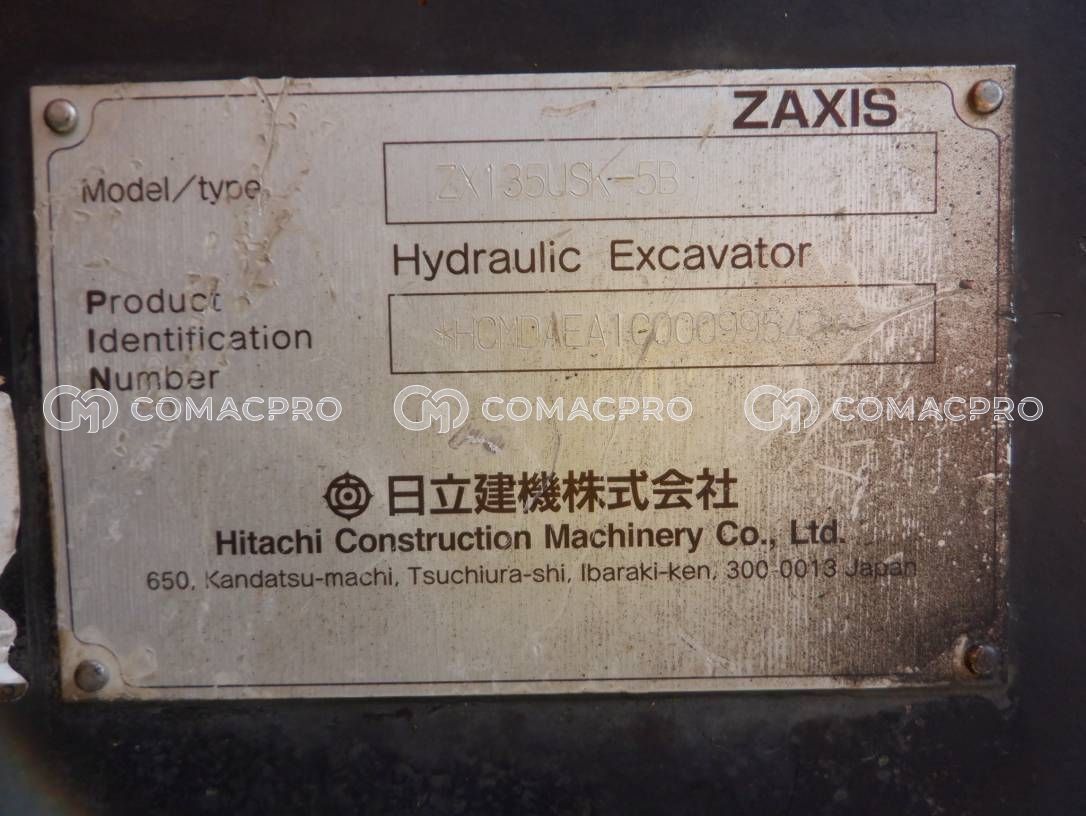 ZAXIS
Model/type
ZX135USK-5B
Hydraulic Excavator
Product
Identification
Number
日立建機株式会社
Hitachi Construction Machinery Co., Ltd.
650, Kandatsu-machi, Tsuchiura-shi, Ibaraki-ken, 300-0013 Japan
COMACPRO COMACPRO COMACPRO